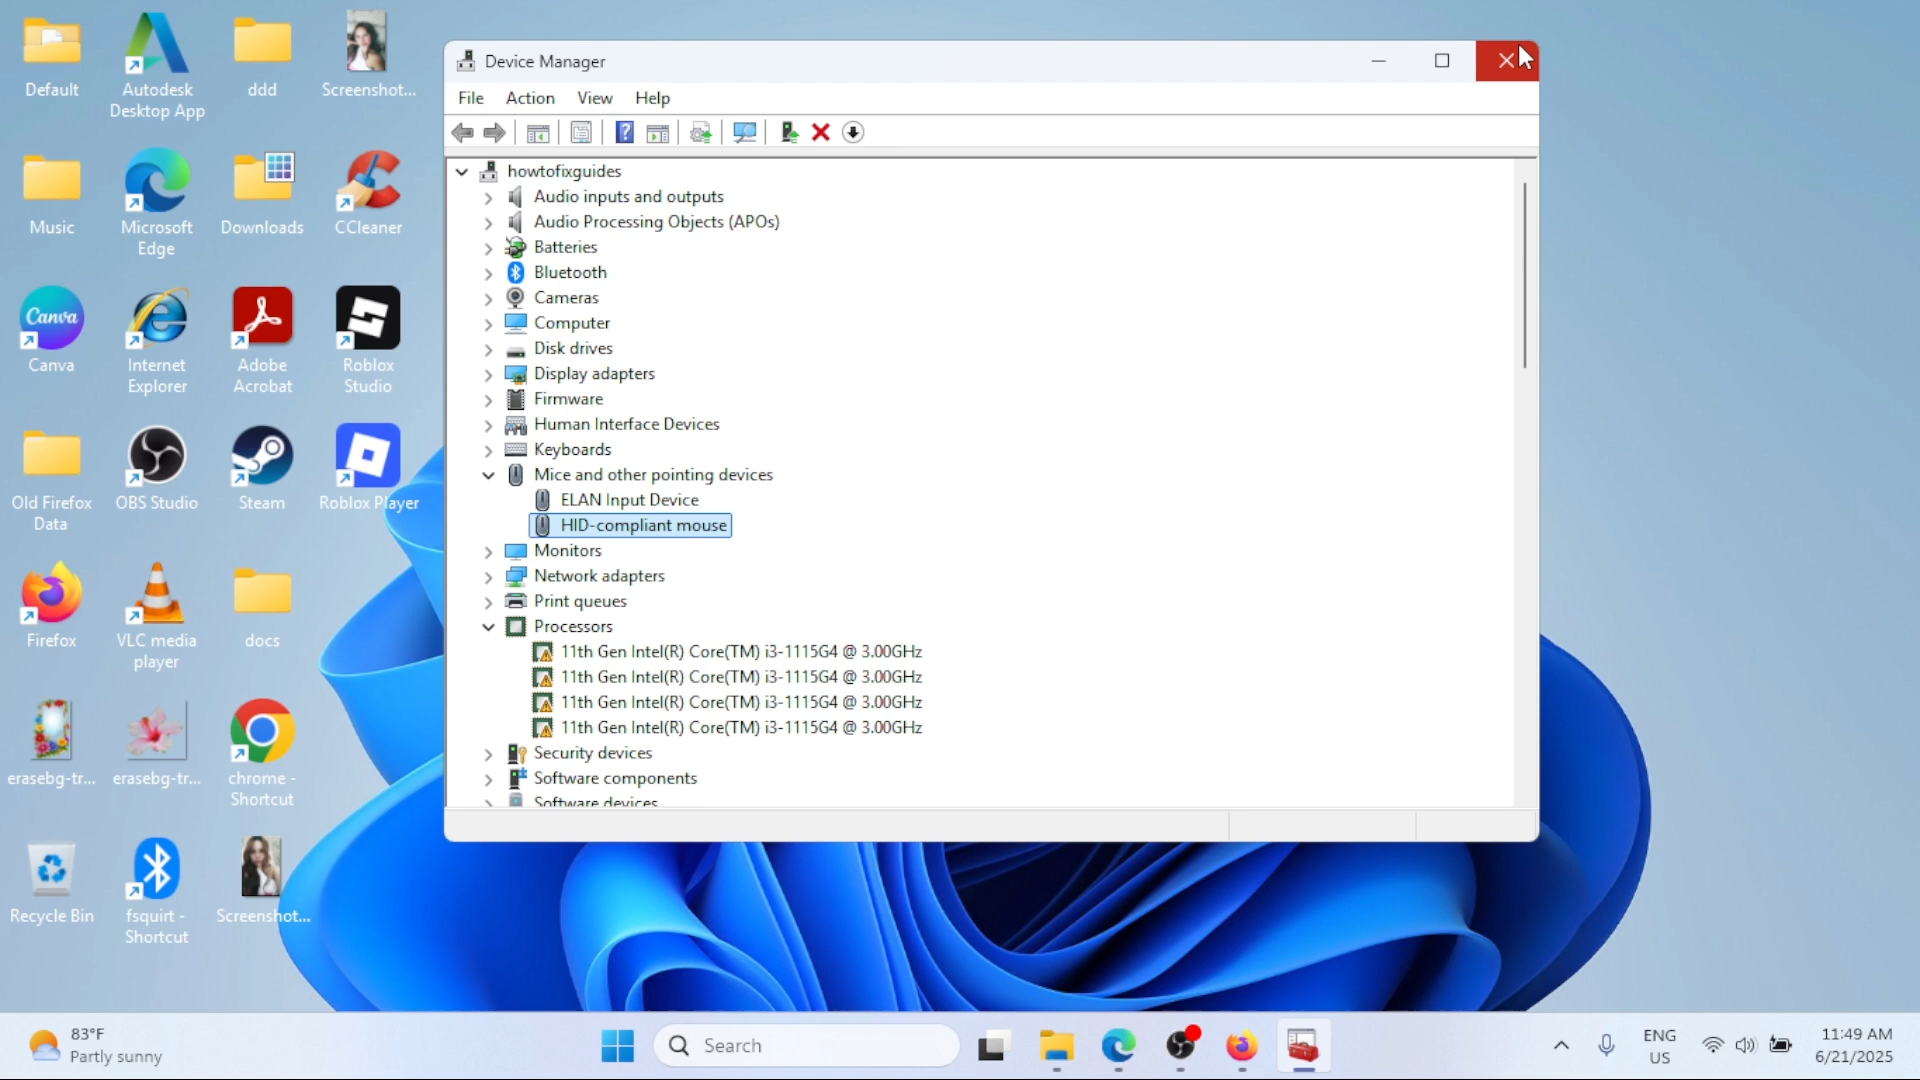 Default
Autodesk
Desktop App
ddd
Screenshot...
Music
Microsoft
Edge
Downloads
CCleaner
Canva
Canva
Internet
Explorer
Adobe
Acrobat
Roblox
Studio
Old Firefox
Data
OBS Studio
Steam
Roblox Player
Firefox
VLC media
player
docs
erasebg-tr...
erasebg-tr...
chrome -
Shortcut
Recycle Bin
fsquirt -
Shortcut
Screenshot...
Device Manager
File Action View Help
howtofixguides
Audio inputs and outputs
Audio Processing Objects (APOs)
Batteries
Bluetooth
Cameras
Computer
Disk drives
Display adapters
Firmware
Human Interface Devices
Keyboards
Mice and other pointing devices
ELAN Input Device
HID-compliant mouse
Monitors
Network adapters
Print queues
Processors
11th Gen Intel(R) Core(TM) i3-1115G4 @ 3.00GHz
11th Gen Intel(R) Core(TM) i3-1115G4 @ 3.00GHz
11th Gen Intel(R) Core(TM) i3-1115G4 @ 3.00GHz
11th Gen Intel(R) Core(TM) i3-1115G4 @ 3.00GHz
Security devices
Software components
Software devices
83°F
Partly sunny
Search
ENG
US
11:49 AM
6/21/2025